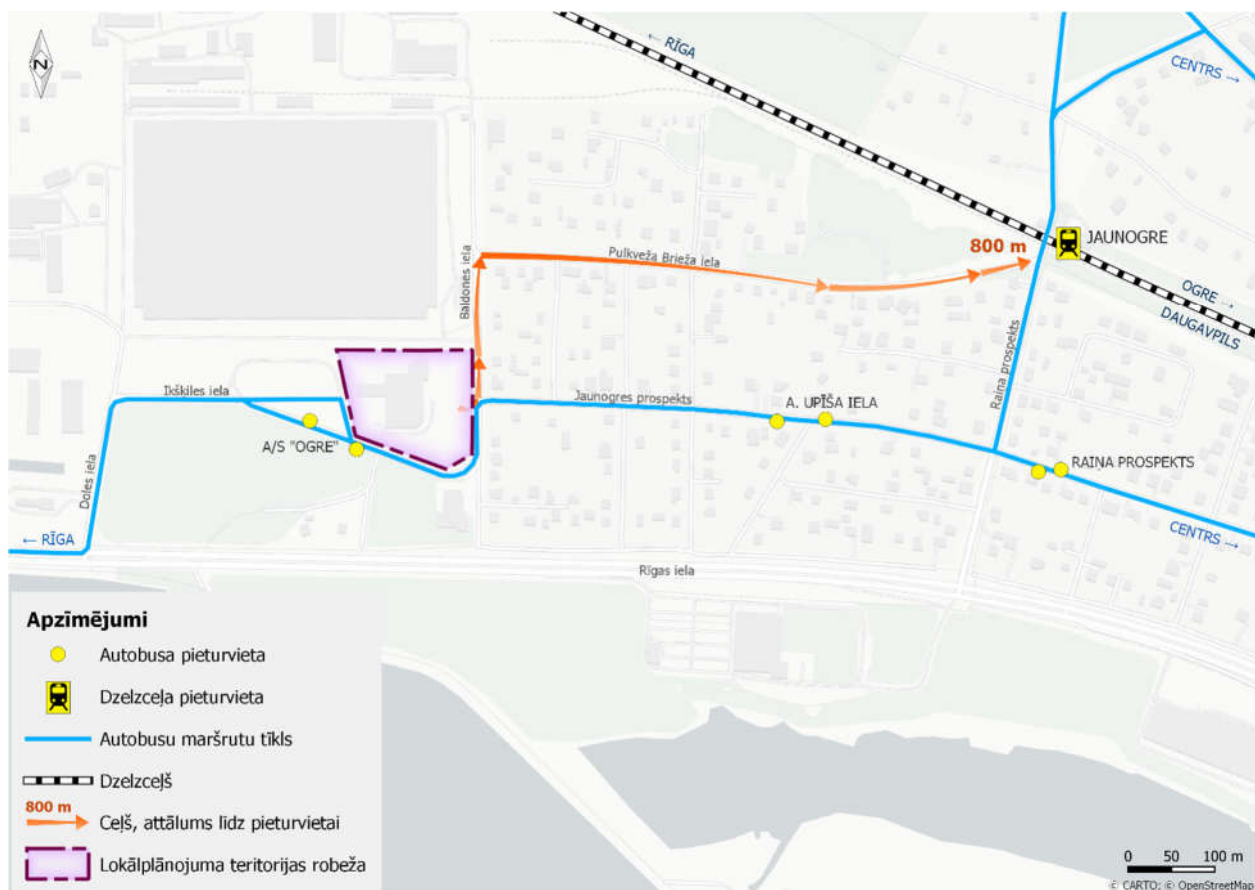 ← RĪGA
CENTRS →
N
JAUNOGRE
800 m
Pulkveža Brieža iela
Baldones iela
OGRE →
DAUGAVPILS
Raiņa prospekts
Ikšķiles iela
Jaunogres prospekts
A. UPĪŠA IELA
A/S "OGRE"
RAIŅA PROSPEKTS
Doles iela
← RĪGA
CENTRS →
Rīgas iela
Apzīmējumi
Autobusa pieturvieta
Dzelzceļa pieturvieta
Autobusu maršrutu tīkls
Dzelzceļš
800 m
Ceļš, attālums līdz pieturvietai
Lokālplānojuma teritorijas robeža
0 50 100 m
© CARTO; © OpenStreetMap